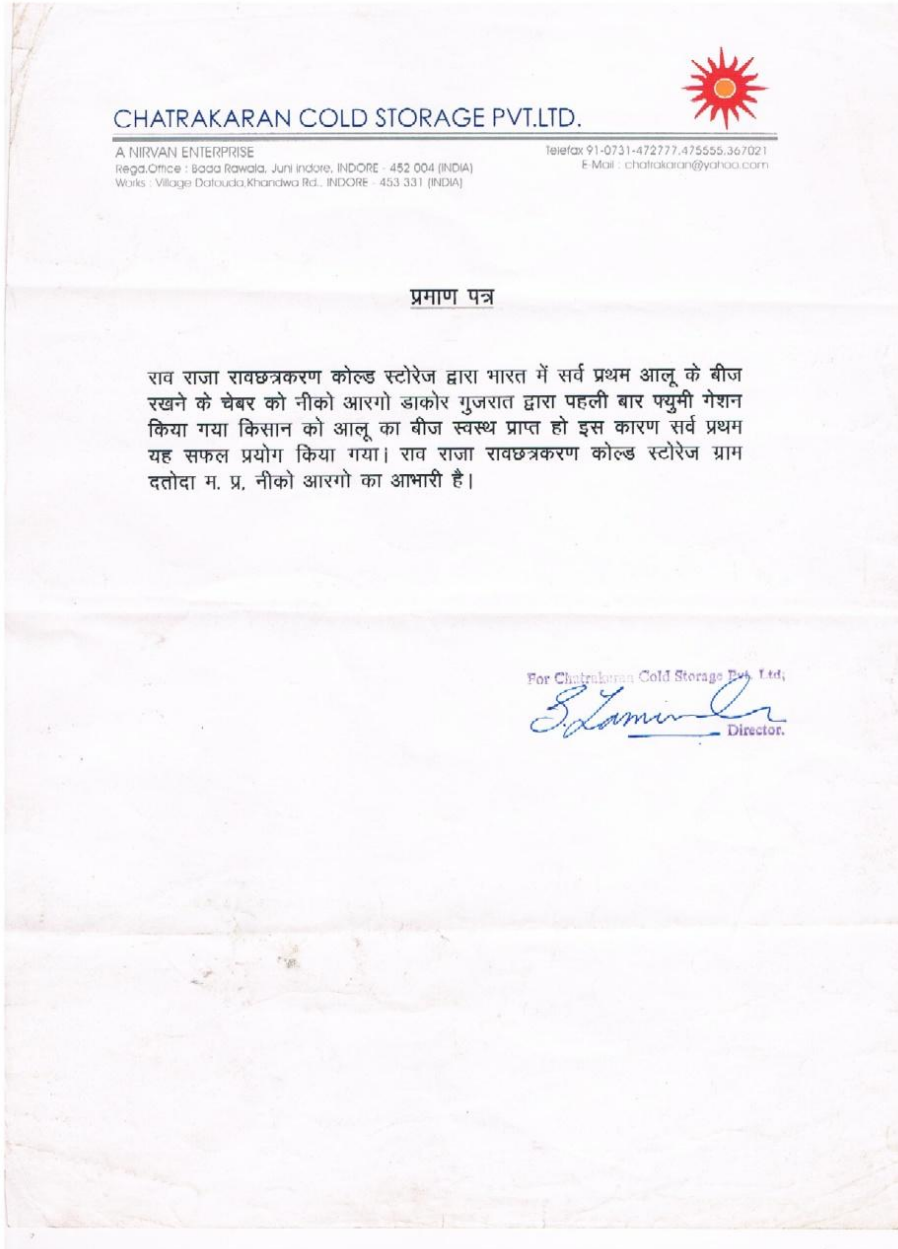 CHATRAKARAN COLD STORAGE PVT.LTD.
A NIRVAN ENTERPRISE
Regd.Office : Bada Rawala, Juni Indore, INDORE - 452 004 (INDIA)
Works : Village Datouda,Khandwa Rd., INDORE - 453 331 (INDIA)
Telefax 91-0731-472777,475555,367021
E-Mail : chatrakaran@yahoo.com
प्रमाण पत्र
राव राजा रावछत्रकरण कोल्ड स्टोरेज द्वारा भारत में सर्व प्रथम आलू के बीज
रखने के चेबर को नीको आरगो डाकोर गुजरात द्वारा पहली बार फ्युमी गेशन
किया गया किसान को आलू का बीज स्वस्थ प्राप्त हो इस कारण सर्व प्रथम
यह सफल प्रयोग किया गया। राव राजा रावछत्रकरण कोल्ड स्टोरेज ग्राम
दतोदा म. प्र. नीको आरगो का आभारी है।
For Chatrakaran Cold Storage Pvt. Ltd;
Director.